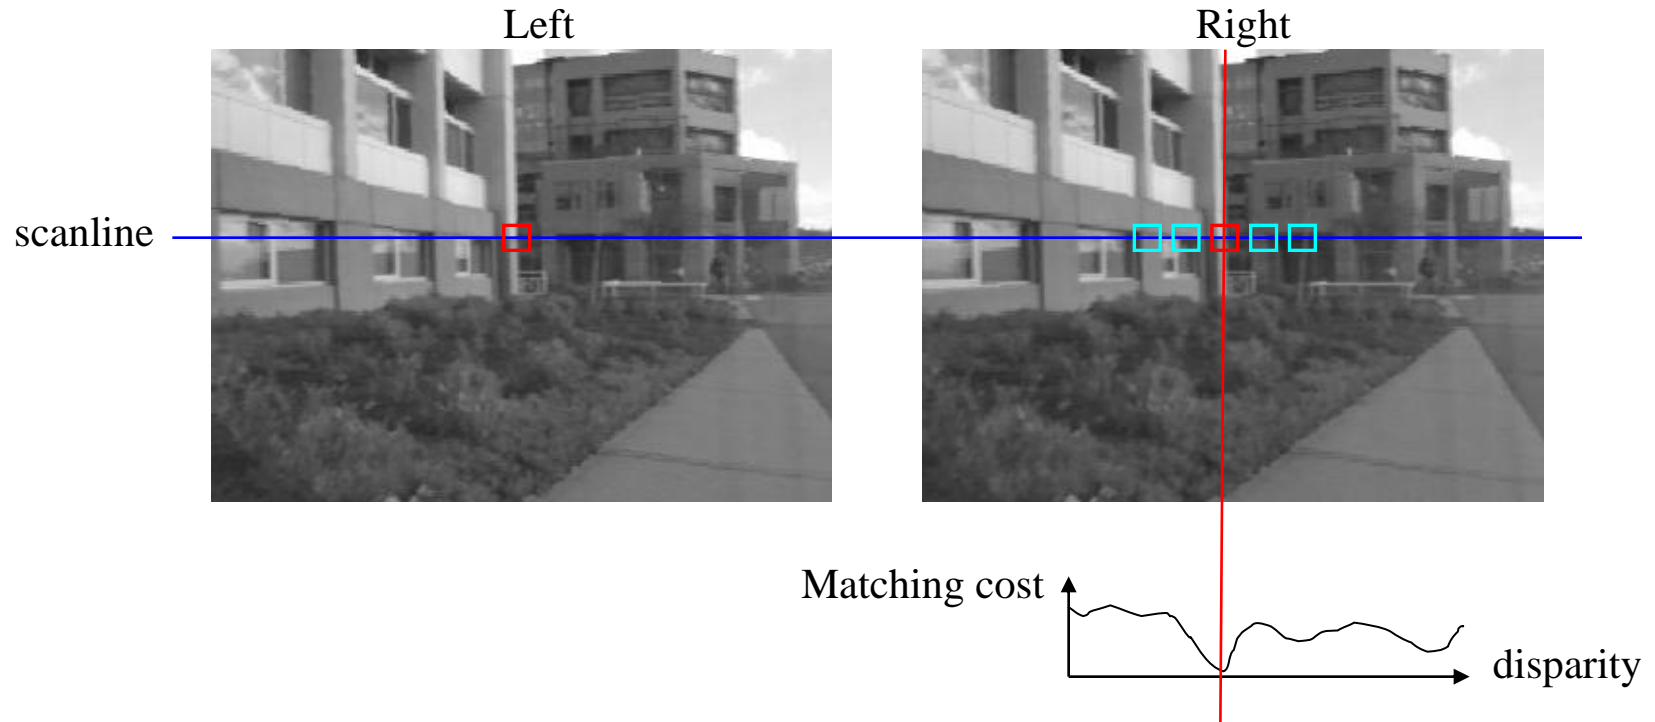 Left
Right
scanline
Matching cost
disparity